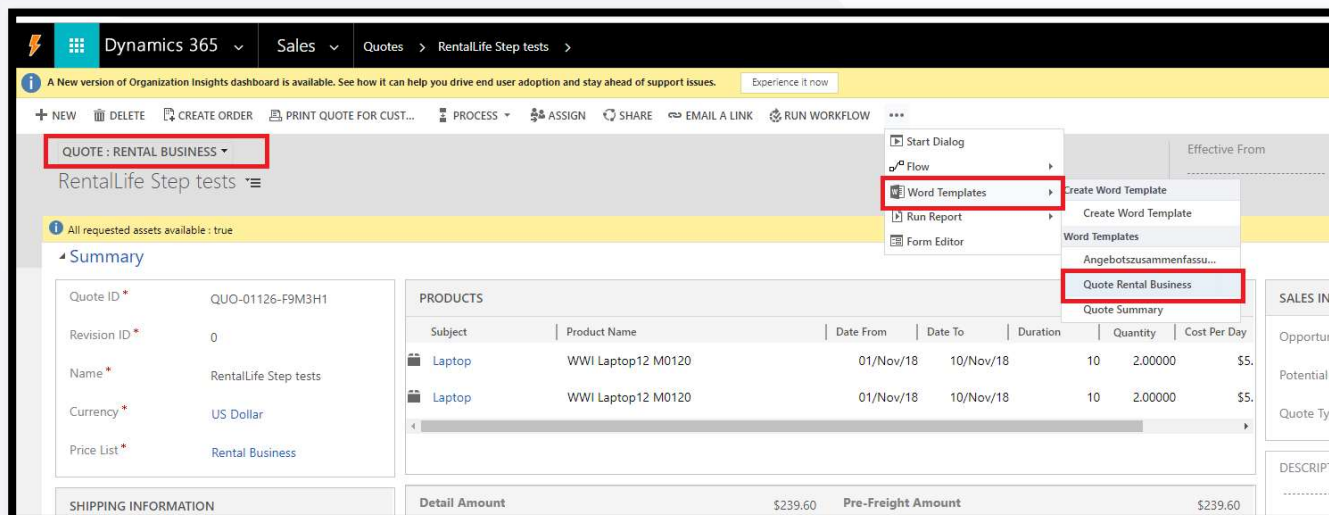 Dynamics 365 Sales Quotes > RentalLife Step tests >
A New version of Organization Insights dashboard is available. See how it can help you drive end user adoption and stay ahead of support issues. Experience it now
NEW DELETE CREATE ORDER PRINT QUOTE FOR CUST... PROCESS ASSIGN SHARE EMAIL A LINK RUN WORKFLOW ...
QUOTE : RENTAL BUSINESS
RentalLife Step tests
Effective From
Start Dialog
Flow
Word Templates
Run Report
Form Editor
Create Word Template
Create Word Template
Word Templates
Angebotszusammenfassu...
Quote Rental Business
Quote Summary
All requested assets available : true
Summary
Quote ID * QUO-01126-F9M3H1
Revision ID * 0
Name * RentalLife Step tests
Currency * US Dollar
Price List * Rental Business
SHIPPING INFORMATION
PRODUCTS
Subject Product Name Date From Date To Duration Quantity Cost Per Day
Laptop WWI Laptop12 M0120 01/Nov/18 10/Nov/18 10 2.00000 $5.
Laptop WWI Laptop12 M0120 01/Nov/18 10/Nov/18 10 2.00000 $5.
Detail Amount $239.60 Pre-Freight Amount $239.60
SALES IN
Opportu
Potential
Quote Ty
DESCRIPT